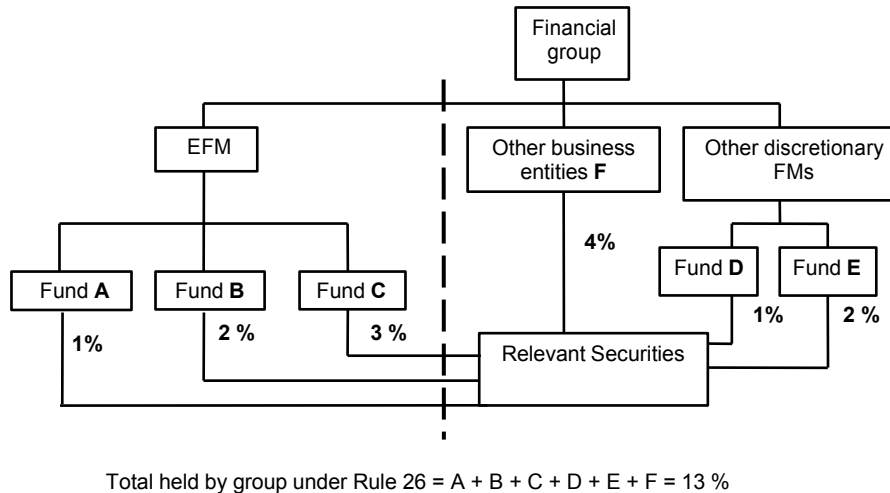 Financial
group
EFM
Other business
entities F
Other discretionary
FMs
4%
Fund A
Fund B
Fund C
Fund D
Fund E
1%
2 %
3 %
1%
2 %
Relevant Securities
Total held by group under Rule 26 = A + B + C + D + E + F = 13 %